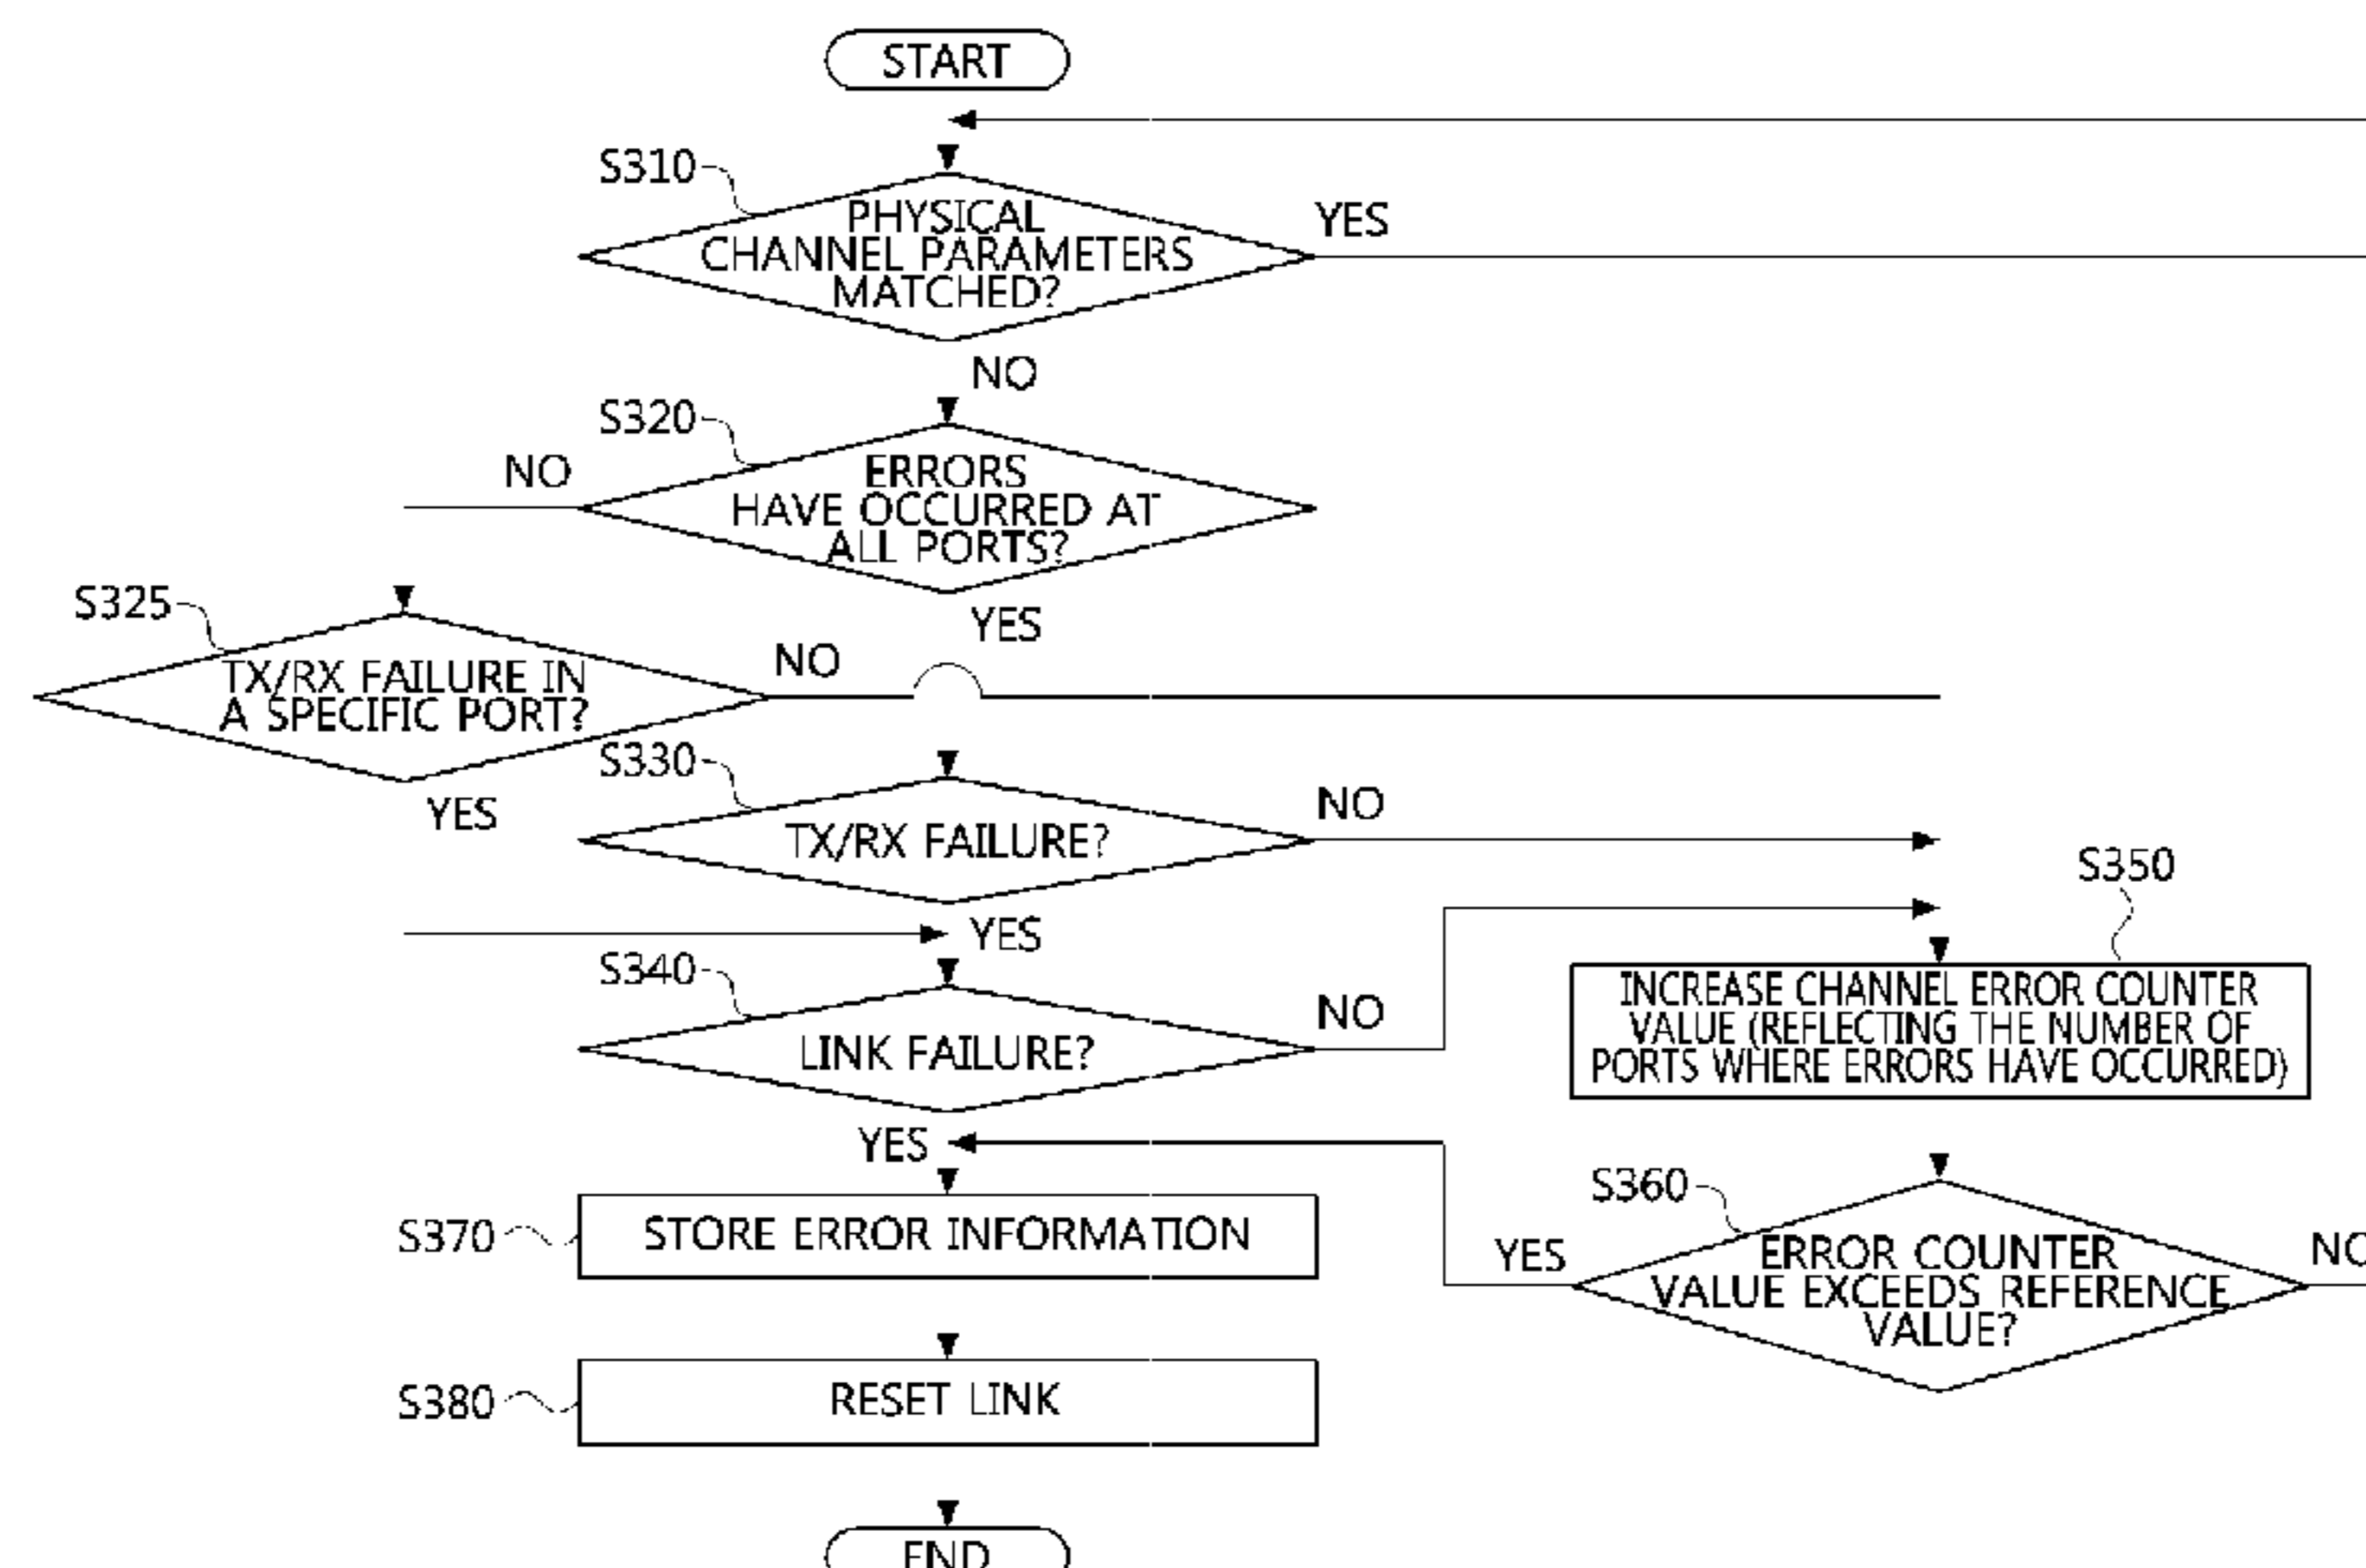 START
S310
PHYSICAL
CHANNEL PARAMETERS
MATCHED?
YES
NO
S320
ERRORS
HAVE OCCURRED AT
ALL PORTS?
NO
YES
S325
TX/RX FAILURE IN
A SPECIFIC PORT?
NO
YES
S330
TX/RX FAILURE?
NO
YES
S340
LINK FAILURE?
NO
YES
S350
INCREASE CHANNEL ERROR COUNTER
VALUE (REFLECTING THE NUMBER OF
PORTS WHERE ERRORS HAVE OCCURRED)
S360
ERROR COUNTER
VALUE EXCEEDS REFERENCE
VALUE?
YES
NO
S370
STORE ERROR INFORMATION
S380
RESET LINK
END